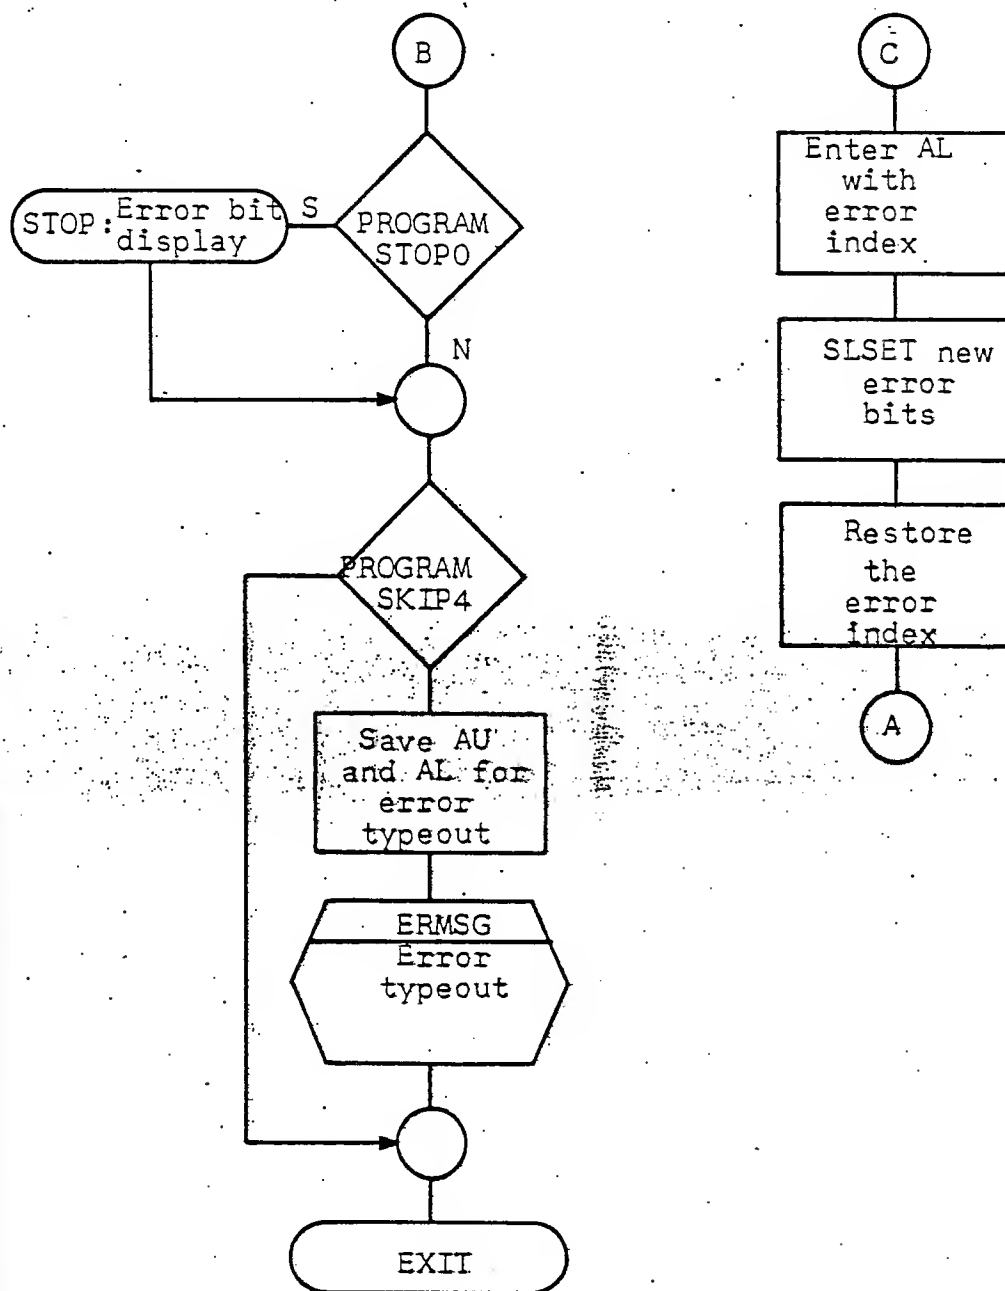 B
PROGRAM
STOP0
S
STOP:
Error bit
display
N
PROGRAM
SKIP4
Save AU
and AL for
error
typeout
ERMSG
Error
typeout
EXIT
C
Enter AL
with
error
index
SLSET new
error
bits
Restore
the
error
index
A